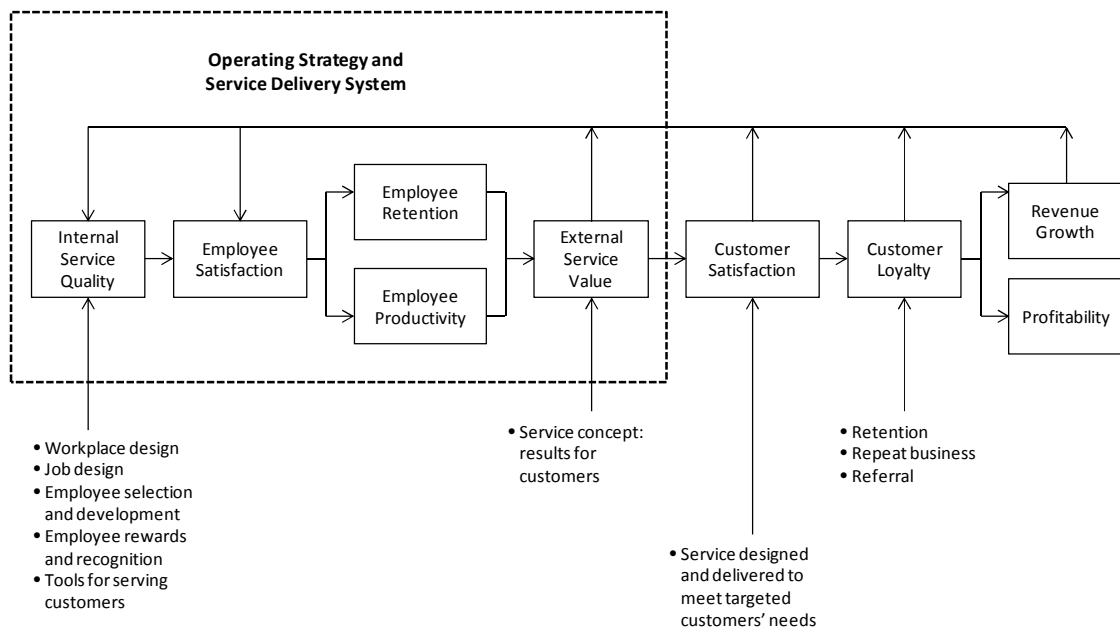 Operating Strategy and
Service Delivery System
Internal
Service
Quality
Employee
Satisfaction
Employee
Retention
Employee
Productivity
External
Service
Value
Customer
Satisfaction
Customer
Loyalty
Revenue
Growth
Profitability
• Workplace design
• Job design
• Employee selection
and development
• Employee rewards
and recognition
• Tools for serving
customers
• Service concept:
results for
customers
• Service designed
and delivered to
meet targeted
customers’ needs
• Retention
• Repeat business
• Referral